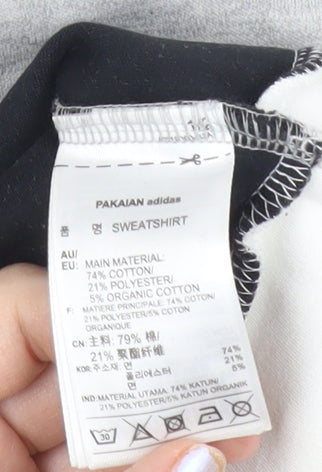 PAKAIAN adidas
품 명 SWEATSHIRT
AU/
EU: MAIN MATERIAL:
74% COTTON/
21% POLYESTER/
5% ORGANIC COTTON
F: MATIERE PRINCIPALE: 74% COTON/
21% POLYESTER/5% COTON
ORGANIQUE
CN: 主料: 79% 棉/
21% 聚酯纤维
KOR: 주소재: 면 74%
폴리에스터 21%
면 5%
IND: MATERIAL UTAMA: 74% KATUN/
21% POLYESTER/5% KATUN ORGANIK
30